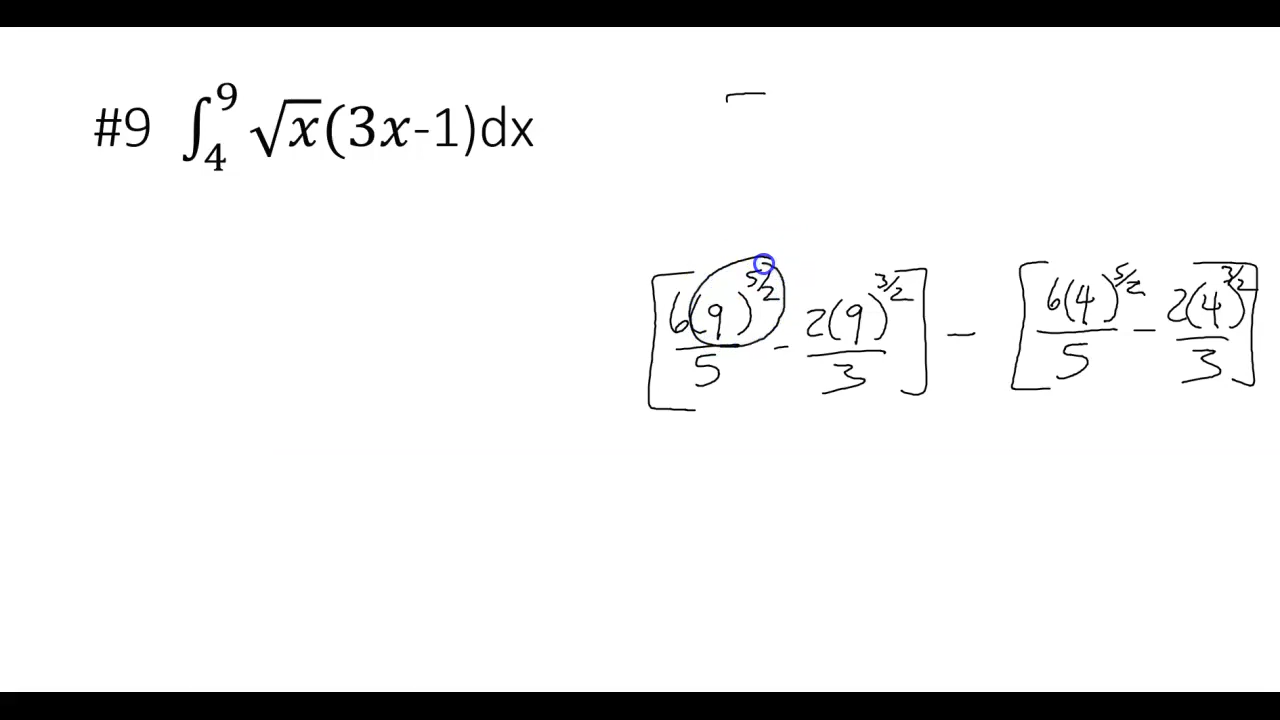 #9 ∫₄⁹ √x(3x-1)dx
[6(9)^5/2 / 5 - 2(9)^3/2 / 3] - [6(4)^5/2 / 5 - 2(4)^3/2 / 3]